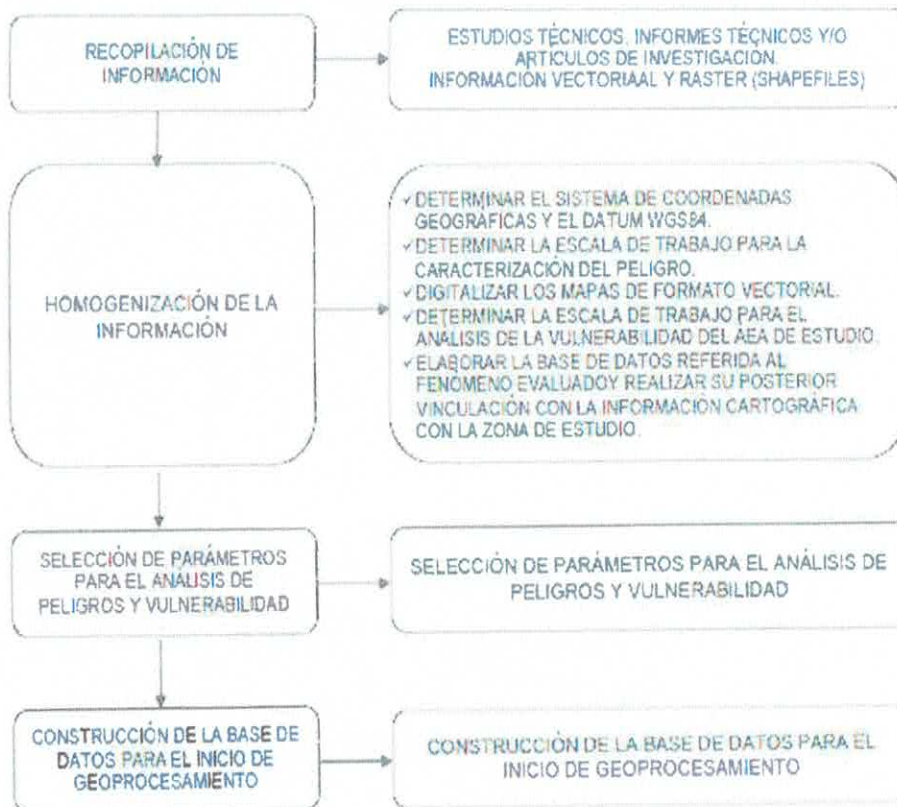 RECOPILACIÓN DE
INFORMACIÓN
ESTUDIOS TÉCNICOS, INFORMES TÉCNICOS Y/O
ARTICULOS DE INVESTIGACIÓN.
INFORMACION VECTORIAAL Y RASTER (SHAPEFILES)
HOMOGENIZACIÓN DE LA
INFORMACIÓN
✓DETERMINAR EL SISTEMA DE COORDENADAS
GEOGRÁFICAS Y EL DATUM WGS84.
✓DETERMINAR LA ESCALA DE TRABAJO PARA LA
CARACTERIZACIÓN DEL PELIGRO.
✓DIGITALIZAR LOS MAPAS DE FORMATO VECTORIAL.
✓DETERMINAR LA ESCALA DE TRABAJO PARA EL
ANÁLISIS DE LA VULNERABILIDAD DEL AEA DE ESTUDIO.
✓ELABORAR LA BASE DE DATOS REFERIDA AL
FENOMENO EVALUADOY REALIZAR SU POSTERIOR
VINCULACIÓN CON LA INFORMACIÓN CARTOGRÁFICA
CON LA ZONA DE ESTUDIO.
SELECCIÓN DE PARÁMETROS
PARA EL ANÁLISIS DE
PELIGROS Y VULNERABILIDAD
SELECCIÓN DE PARÁMETROS PARA EL ANÁLISIS DE
PELIGROS Y VULNERABILIDAD
CONSTRUCCIÓN DE LA BASE DE
DATOS PARA EL INICIO DE
GEOPROCESAMIENTO
CONSTRUCCIÓN DE LA BASE DE DATOS PARA EL
INICIO DE GEOPROCESAMIENTO